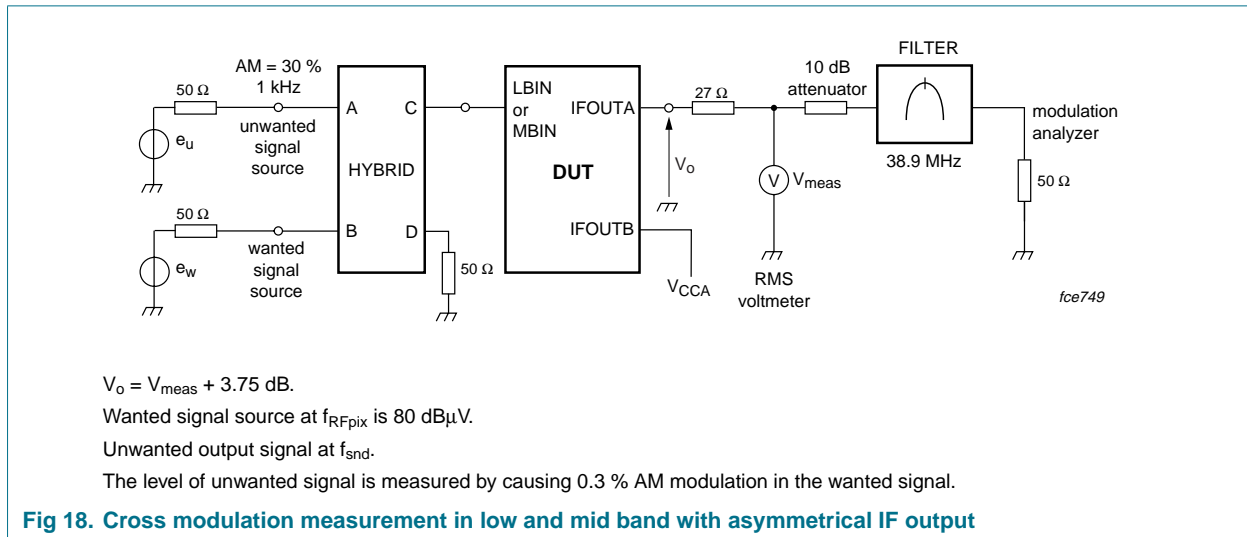 FILTER
AM = 30 %
1 kHz
10 dB
attenuator
50 Ω
27 Ω
A
C
LBIN
or
MBIN
IFOUTA
unwanted
signal
source
eu
HYBRID
DUT
Vo
V
Vmeas
38.9 MHz
modulation
analyzer
50 Ω
50 Ω
B
D
IFOUTB
ew
wanted
signal
source
50 Ω
VCCA
RMS
voltmeter
fce749
Vo = Vmeas + 3.75 dB.
Wanted signal source at fRFpix is 80 dBμV.
Unwanted output signal at fsnd.
The level of unwanted signal is measured by causing 0.3 % AM modulation in the wanted signal.
Fig 18. Cross modulation measurement in low and mid band with asymmetrical IF output